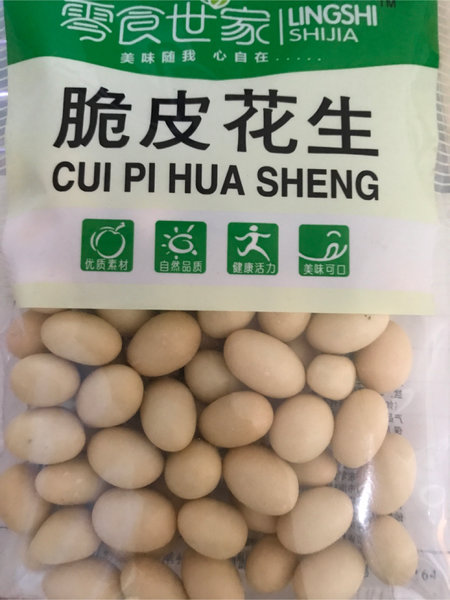 零食世家 LINGSHI SHIJIA ™
美味随我 心自在.....
脆皮花生
CUI PI HUA SHENG
优质素材 自然品质 健康活力 美味可口